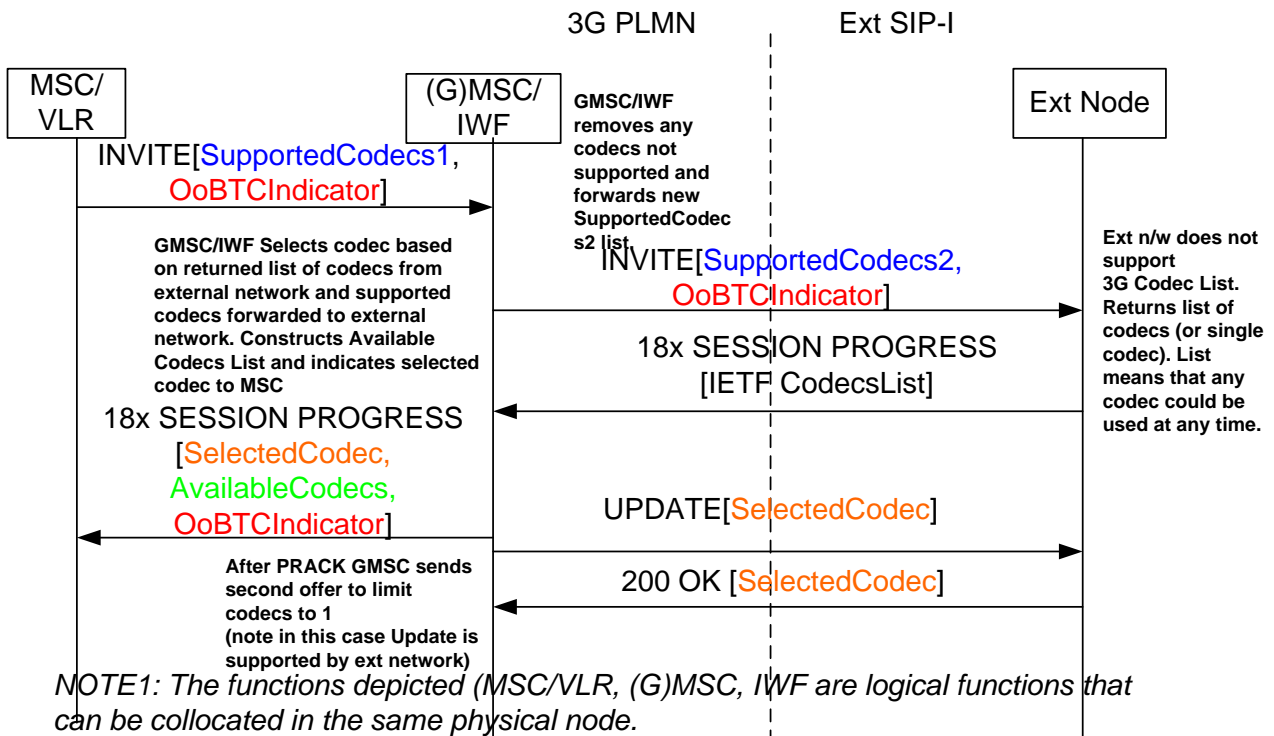 3G PLMN
Ext SIP-I
MSC/
VLR
(G)MSC/
IWF
Ext Node
GMSC/IWF
removes any
codecs not
supported and
forwards new
SupportedCodec
s2 list.
INVITE[SupportedCodecs1,
OoBTCIndicator]
GMSC/IWF Selects codec based
on returned list of codecs from
external network and supported
codecs forwarded to external
network. Constructs Available
Codecs List and indicates selected
codec to MSC
INVITE[SupportedCodecs2,
OoBTCIndicator]
Ext n/w does not
support
3G Codec List.
Returns list of
codecs (or single
codec). List
means that any
codec could be
used at any time.
18x SESSION PROGRESS
[IETF CodecsList]
18x SESSION PROGRESS
[SelectedCodec,
AvailableCodecs,
OoBTCIndicator]
UPDATE[SelectedCodec]
After PRACK GMSC sends
second offer to limit
codecs to 1
(note in this case Update is
supported by ext network)
200 OK [SelectedCodec]
NOTE1: The functions depicted (MSC/VLR, (G)MSC, IWF are logical functions that
can be collocated in the same physical node.